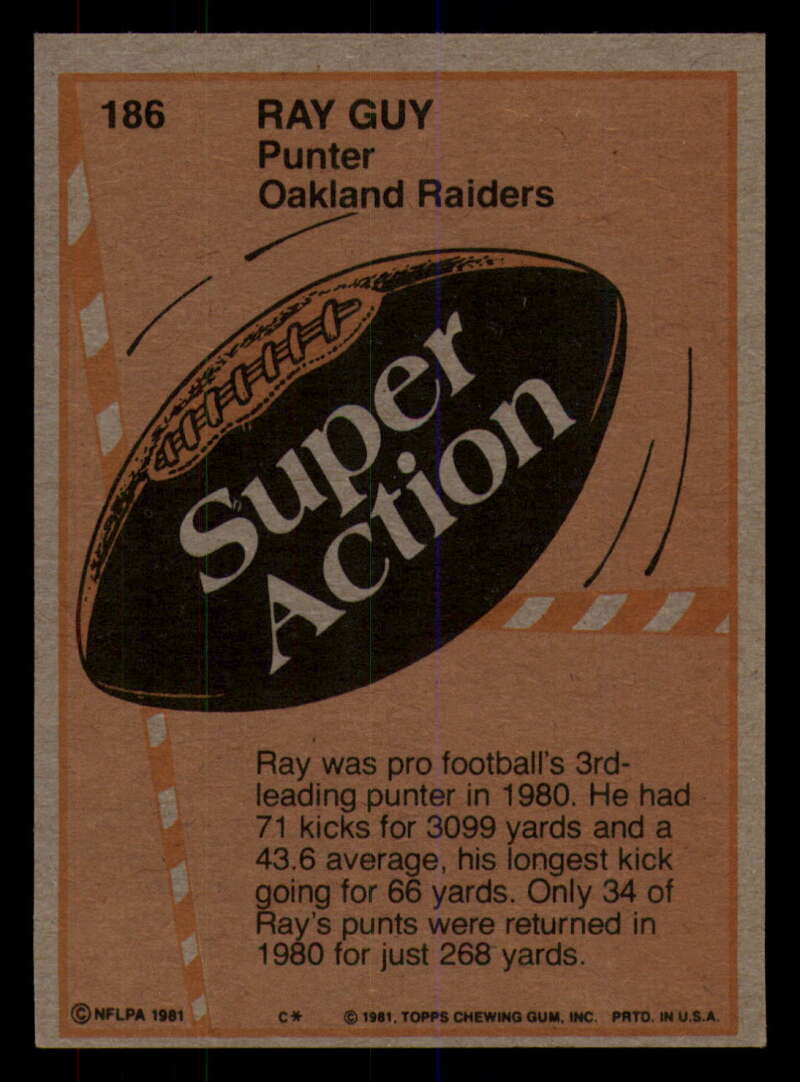 186
RAY GUY
Punter
Oakland Raiders
Super
Action
Ray was pro football's 3rd-
leading punter in 1980. He had
71 kicks for 3099 yards and a
43.6 average, his longest kick
going for 66 yards. Only 34 of
Ray's punts were returned in
1980 for just 268 yards.
© NFLPA 1981 C* © 1981, TOPPS CHEWING GUM, INC. PRTD. IN U.S.A.